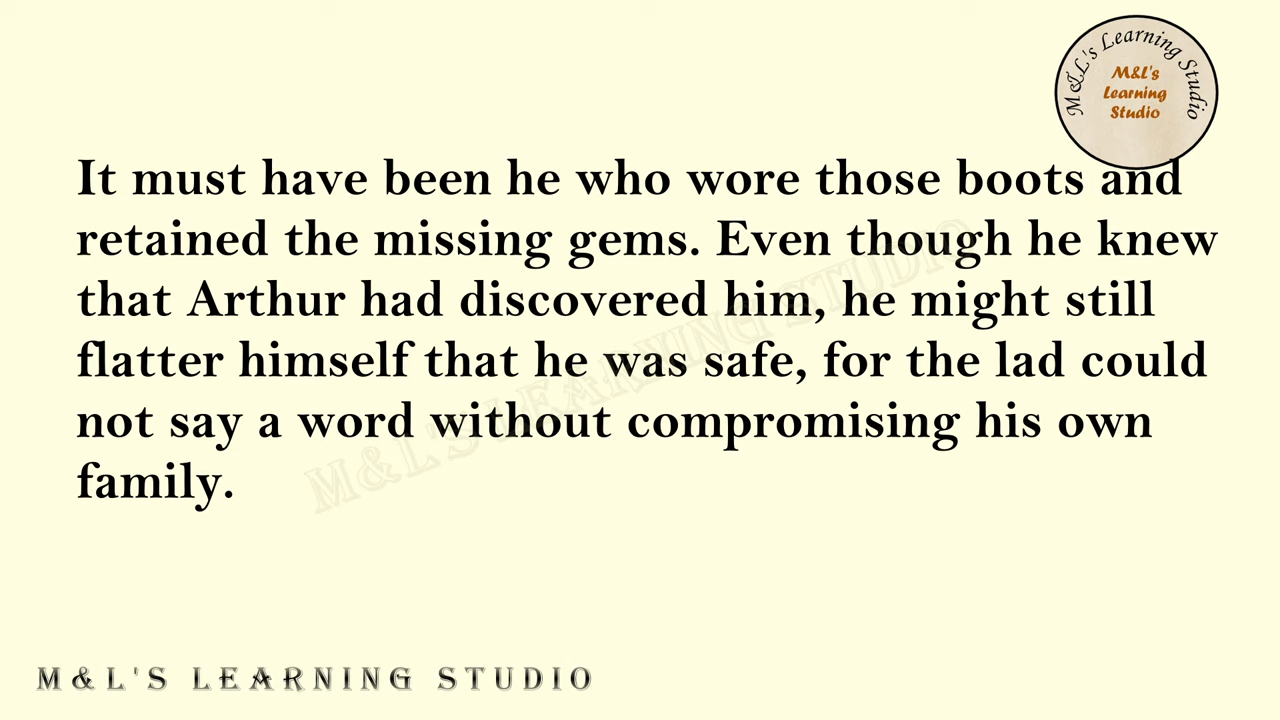 M&L's Learning Studio
M&L's
Learning
Studio
It must have been he who wore those boots and
retained the missing gems. Even though he knew
that Arthur had discovered him, he might still
flatter himself that he was safe, for the lad could
not say a word without compromising his own
family.
M&L'S LEARNING STUDIO
M&L'S LEARNING STUDIO